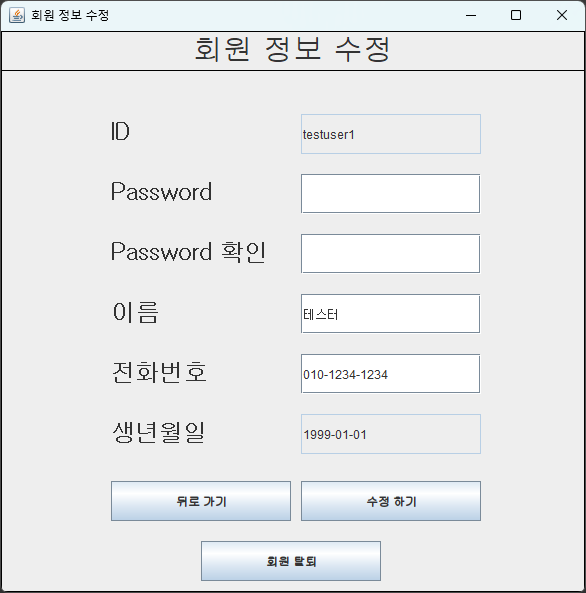 회원 정보 수정
회원 정보 수정
ID
testuser1
Password
Password 확인
이름
테스터
전화번호
010-1234-1234
생년월일
1999-01-01
뒤로 가기
수정 하기
회원 탈퇴